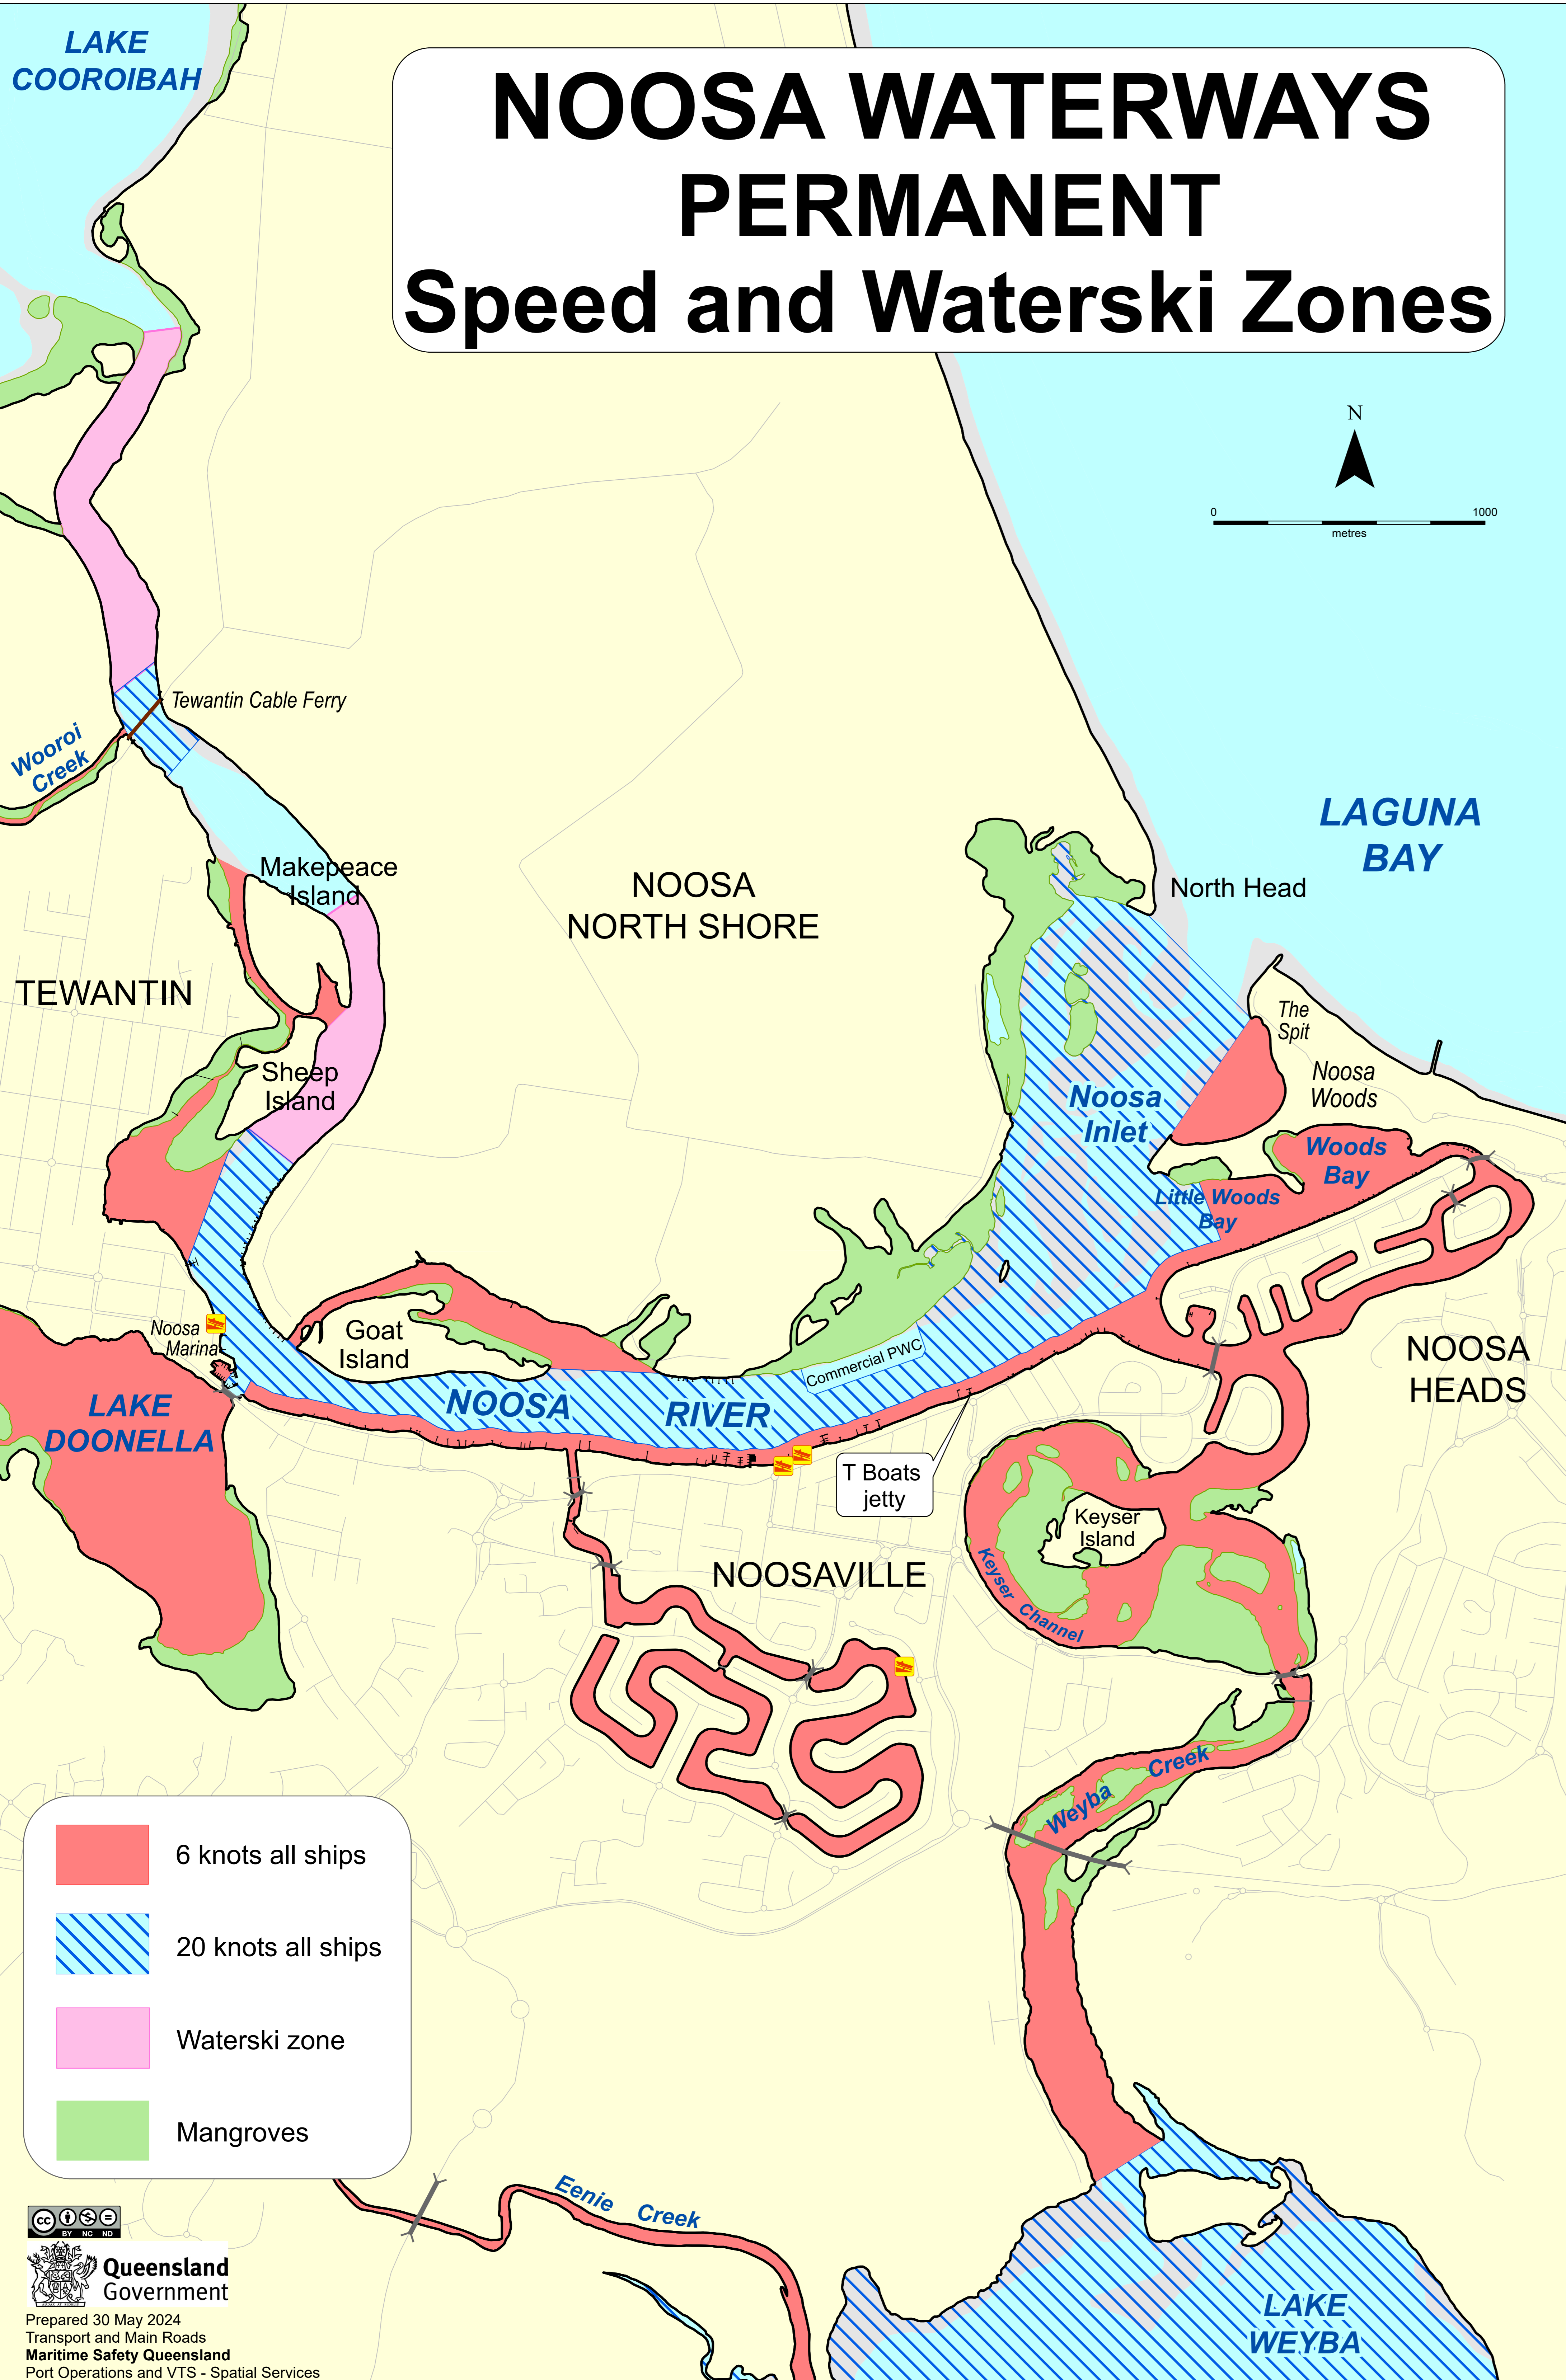 LAKE
COOROIBAH
NOOSA WATERWAYS
PERMANENT
Speed and Waterski Zones
N
0 1000
metres
Tewantin Cable Ferry
Wooroi
Creek
LAGUNA
BAY
Makepeace
Island
NOOSA
NORTH SHORE
North Head
TEWANTIN
The
Spit
Sheep
Island
Noosa
Woods
Noosa
Inlet
Woods
Bay
Little Woods
Bay
Noosa
Marina
Goat
Island
Commercial PWC
NOOSA
HEADS
LAKE
DOONELLA
NOOSA RIVER
T Boats
jetty
Keyser
Island
Keyser Channel
NOOSAVILLE
Weyba Creek
6 knots all ships
20 knots all ships
Waterski zone
Mangroves
Eenie Creek
LAKE
WEYBA
cc
BY NC ND
Queensland
Government
Prepared 30 May 2024
Transport and Main Roads
Maritime Safety Queensland
Port Operations and VTS - Spatial Services